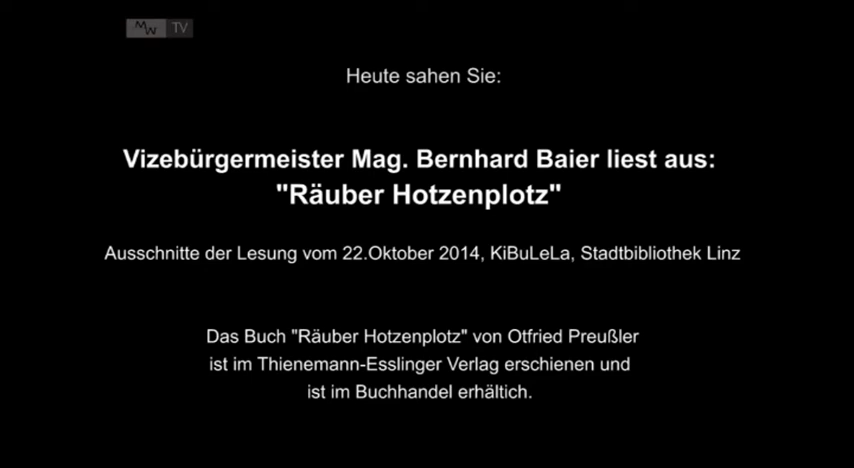 MW TV
Heute sahen Sie:
Vizebürgermeister Mag. Bernhard Baier liest aus:
"Räuber Hotzenplotz"
Ausschnitte der Lesung vom 22.Oktober 2014, KiBuLeLa, Stadtbibliothek Linz
Das Buch "Räuber Hotzenplotz" von Otfried Preußler
ist im Thienemann-Esslinger Verlag erschienen und
ist im Buchhandel erhältich.